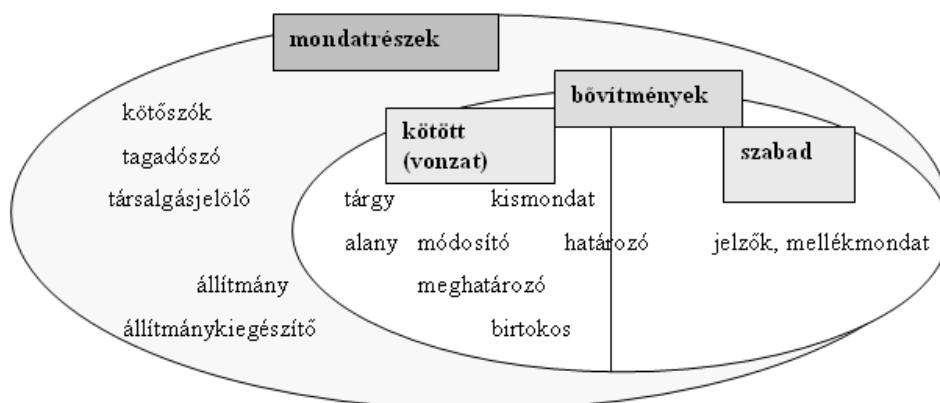 mondatrészek
bővítmények
kötőszók
kötött
(vonzat)
szabad
tagadószó
társalgásjelölő
tárgy
kismondat
alany
módosító
határozó
jelzők, mellékmondat
állítmány
meghatározó
állítmánykiegészítő
birtokos